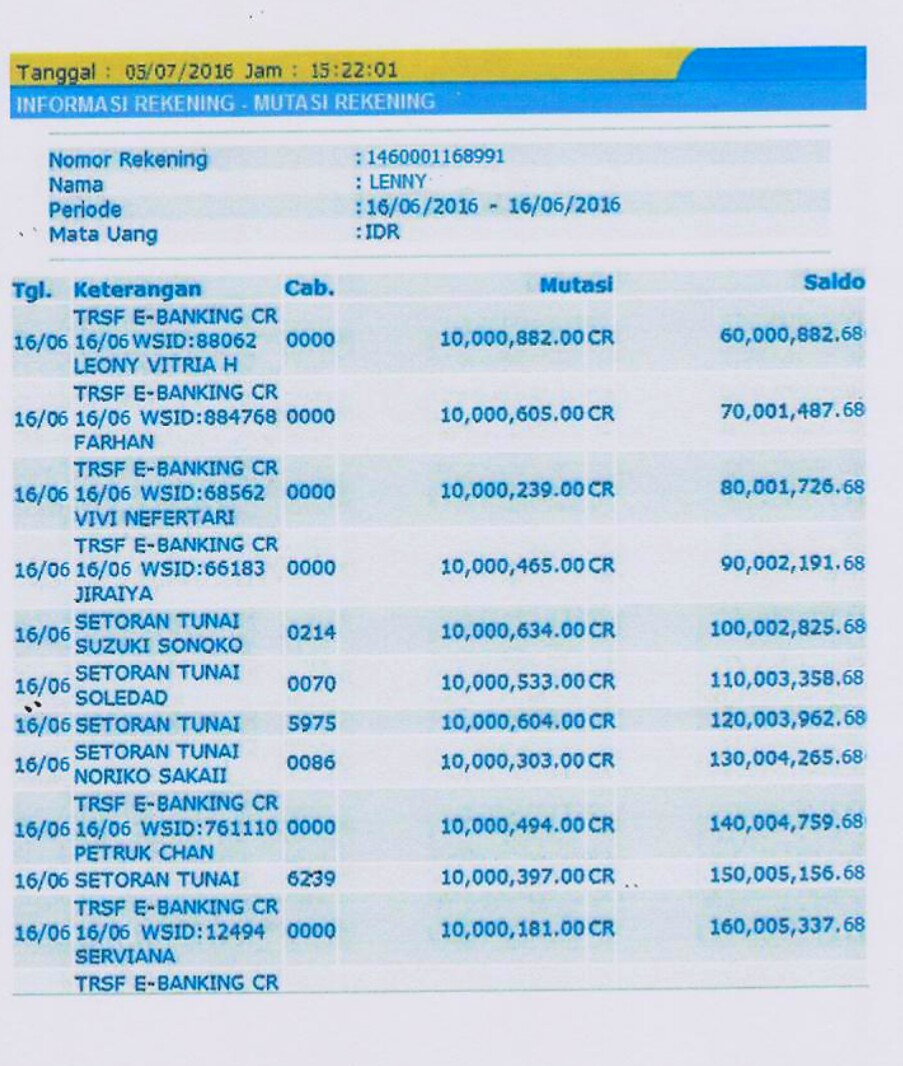 Tanggal : 05/07/2016 Jam : 15:22:01
INFORMASI REKENING - MUTASI REKENING
Nomor Rekening : 1460001168991
Nama : LENNY
Periode : 16/06/2016 - 16/06/2016
Mata Uang : IDR
Tgl. Keterangan Cab. Mutasi Saldo
TRSF E-BANKING CR
16/06 16/06 WSID:88062 0000 10,000,882.00 CR 60,000,882.68
LEONY VITRIA H
TRSF E-BANKING CR
16/06 16/06 WSID:884768 0000 10,000,605.00 CR 70,001,487.68
FARHAN
TRSF E-BANKING CR
16/06 16/06 WSID:68562 0000 10,000,239.00 CR 80,001,726.68
VIVI NEFERTARI
TRSF E-BANKING CR
16/06 16/06 WSID:66183 0000 10,000,465.00 CR 90,002,191.68
JIRAIYA
SETORAN TUNAI
16/06 0214 10,000,634.00 CR 100,002,825.68
SUZUKI SONOKO
SETORAN TUNAI
16/06 0070 10,000,533.00 CR 110,003,358.68
SOLEDAD
16/06 SETORAN TUNAI 5975 10,000,604.00 CR 120,003,962.68
SETORAN TUNAI
16/06 0086 10,000,303.00 CR 130,004,265.68
NORIKO SAKAII
TRSF E-BANKING CR
16/06 16/06 WSID:761110 0000 10,000,494.00 CR 140,004,759.68
PETRUK CHAN
16/06 SETORAN TUNAI 6239 10,000,397.00 CR 150,005,156.68
TRSF E-BANKING CR
16/06 16/06 WSID:12494 0000 10,000,181.00 CR 160,005,337.68
SERVIANA
TRSF E-BANKING CR